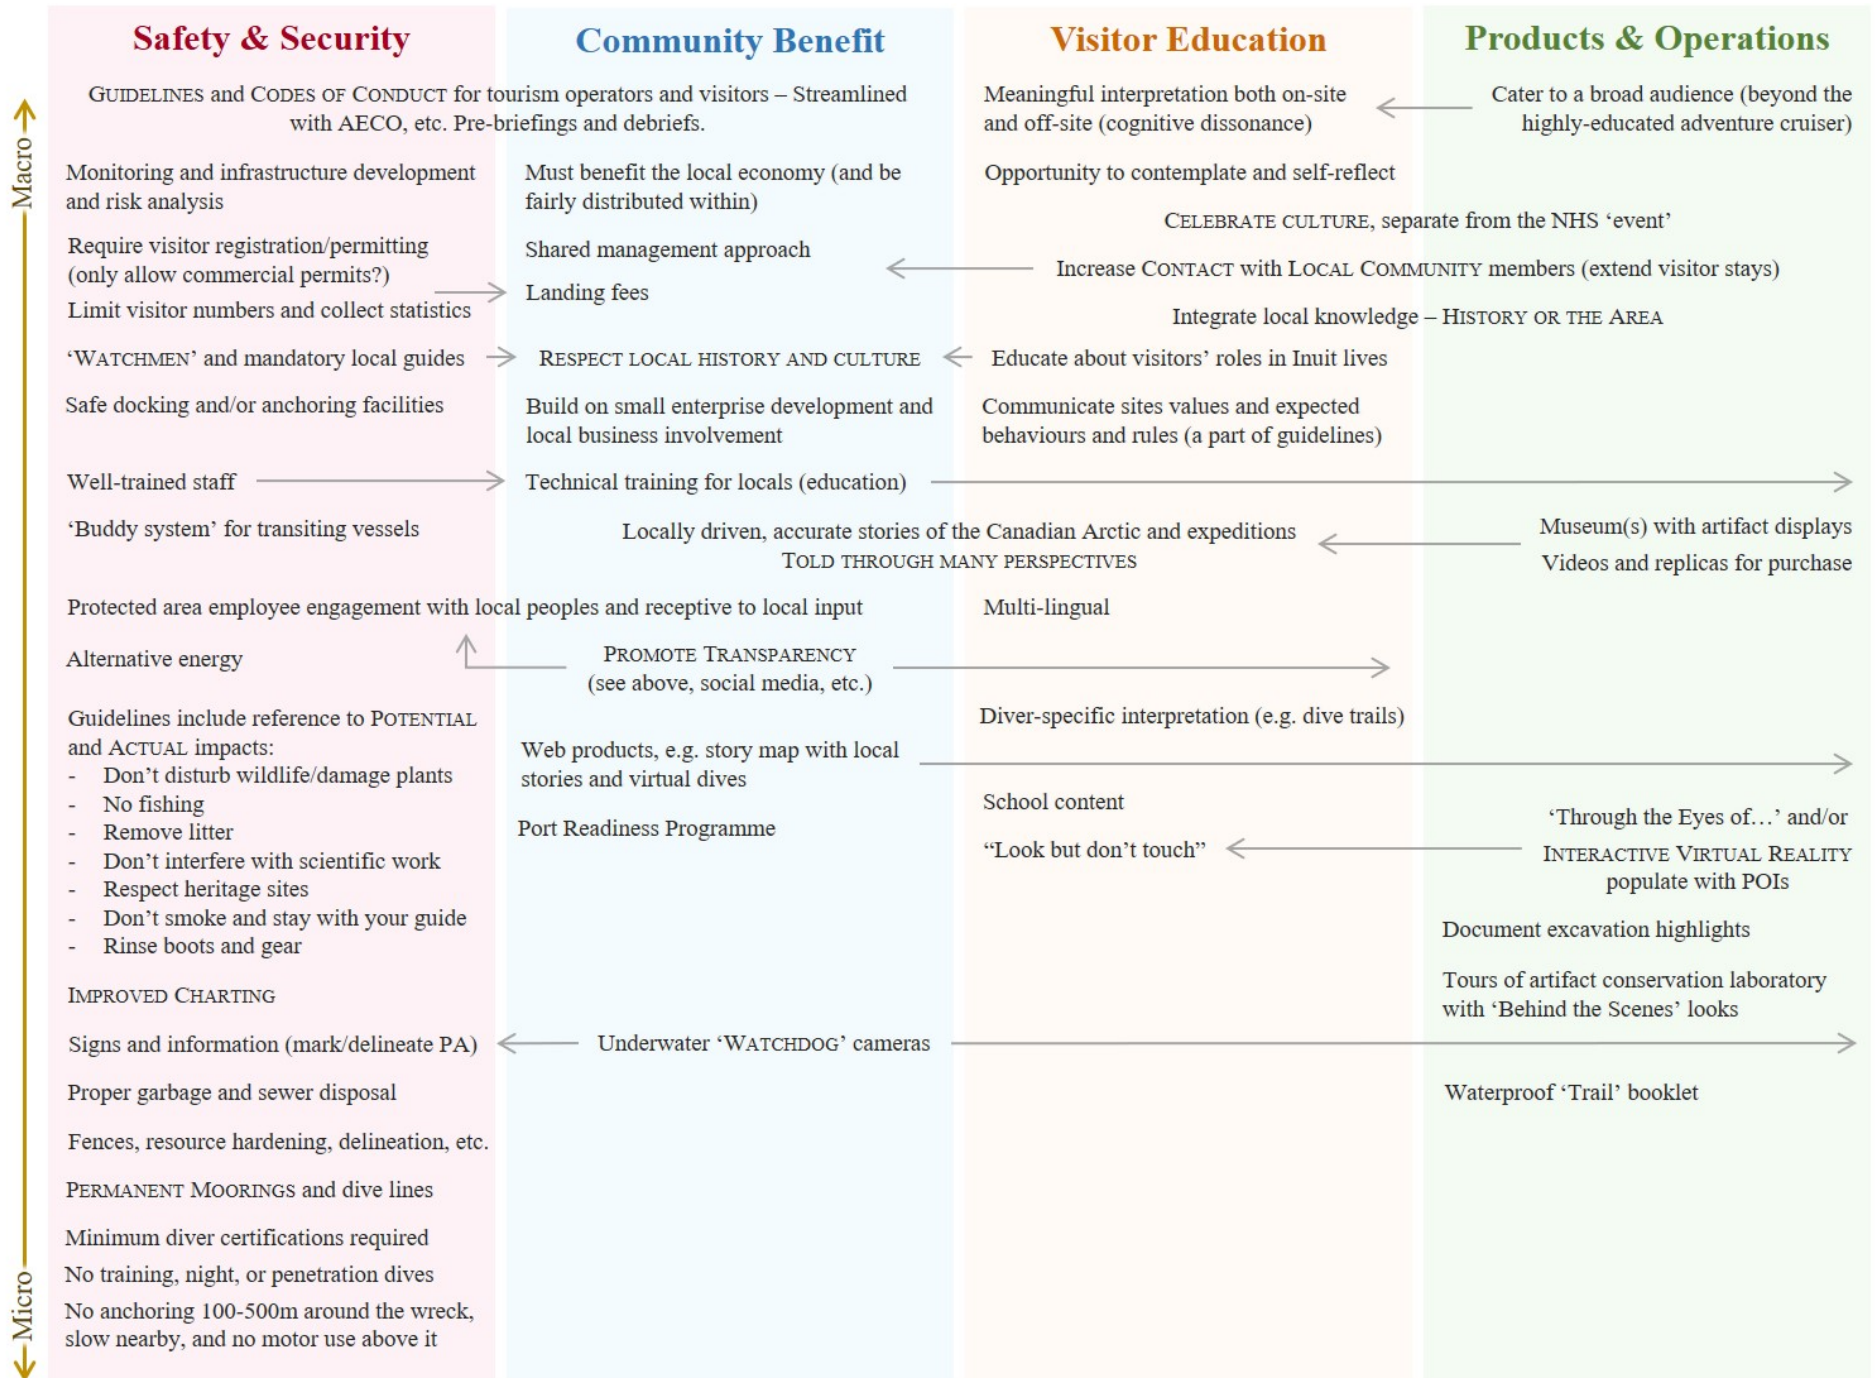 Safety & Security
Community Benefit
Visitor Education
Products & Operations
Macro
Micro
GUIDELINES and CODES OF CONDUCT for tourism operators and visitors – Streamlined
with AECO, etc. Pre-briefings and debriefs.
Meaningful interpretation both on-site
and off-site (cognitive dissonance)
Cater to a broad audience (beyond the
highly-educated adventure cruiser)
Monitoring and infrastructure development
and risk analysis
Must benefit the local economy (and be
fairly distributed within)
Opportunity to contemplate and self-reflect
CELEBRATE CULTURE, separate from the NHS ‘event’
Require visitor registration/permitting
(only allow commercial permits?)
Shared management approach
Increase CONTACT with LOCAL COMMUNITY members (extend visitor stays)
Landing fees
Limit visitor numbers and collect statistics
Integrate local knowledge – HISTORY OR THE AREA
‘WATCHMEN’ and mandatory local guides
RESPECT LOCAL HISTORY AND CULTURE
Educate about visitors’ roles in Inuit lives
Safe docking and/or anchoring facilities
Build on small enterprise development and
local business involvement
Communicate sites values and expected
behaviours and rules (a part of guidelines)
Well-trained staff
Technical training for locals (education)
‘Buddy system’ for transiting vessels
Locally driven, accurate stories of the Canadian Arctic and expeditions
TOLD THROUGH MANY PERSPECTIVES
Museum(s) with artifact displays
Videos and replicas for purchase
Protected area employee engagement with local peoples and receptive to local input
Multi-lingual
Alternative energy
PROMOTE TRANSPARENCY
(see above, social media, etc.)
Guidelines include reference to POTENTIAL
and ACTUAL impacts:
- Don’t disturb wildlife/damage plants
- No fishing
- Remove litter
- Don’t interfere with scientific work
- Respect heritage sites
- Don’t smoke and stay with your guide
- Rinse boots and gear
Diver-specific interpretation (e.g. dive trails)
Web products, e.g. story map with local
stories and virtual dives
School content
Port Readiness Programme
“Look but don’t touch”
‘Through the Eyes of…’ and/or
INTERACTIVE VIRTUAL REALITY
populate with POIs
Document excavation highlights
Tours of artifact conservation laboratory
with ‘Behind the Scenes’ looks
IMPROVED CHARTING
Signs and information (mark/delineate PA)
Underwater ‘WATCHDOG’ cameras
Proper garbage and sewer disposal
Waterproof ‘Trail’ booklet
Fences, resource hardening, delineation, etc.
PERMANENT MOORINGS and dive lines
Minimum diver certifications required
No training, night, or penetration dives
No anchoring 100-500m around the wreck,
slow nearby, and no motor use above it